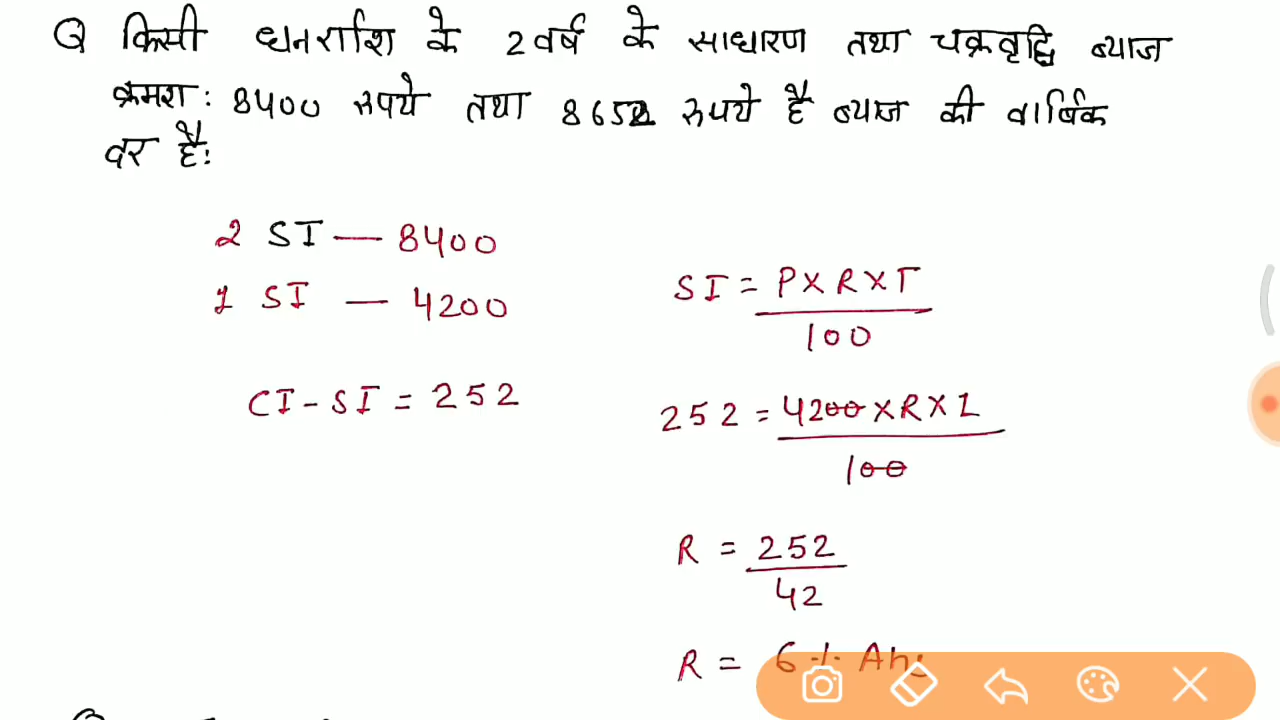 Q किसी धनराशि के 2 वर्ष के साधारण तथा चक्रवृद्धि ब्याज
क्रमश: 8400 रुपये तथा 8652 रुपये है ब्याज की वार्षिक
दर है:
2 SI — 8400
1 SI — 4200
CI - SI = 252
SI = P X R X T
100
252 = 4200 X R X 1
100
R = 252
42
R = 6 % Ans